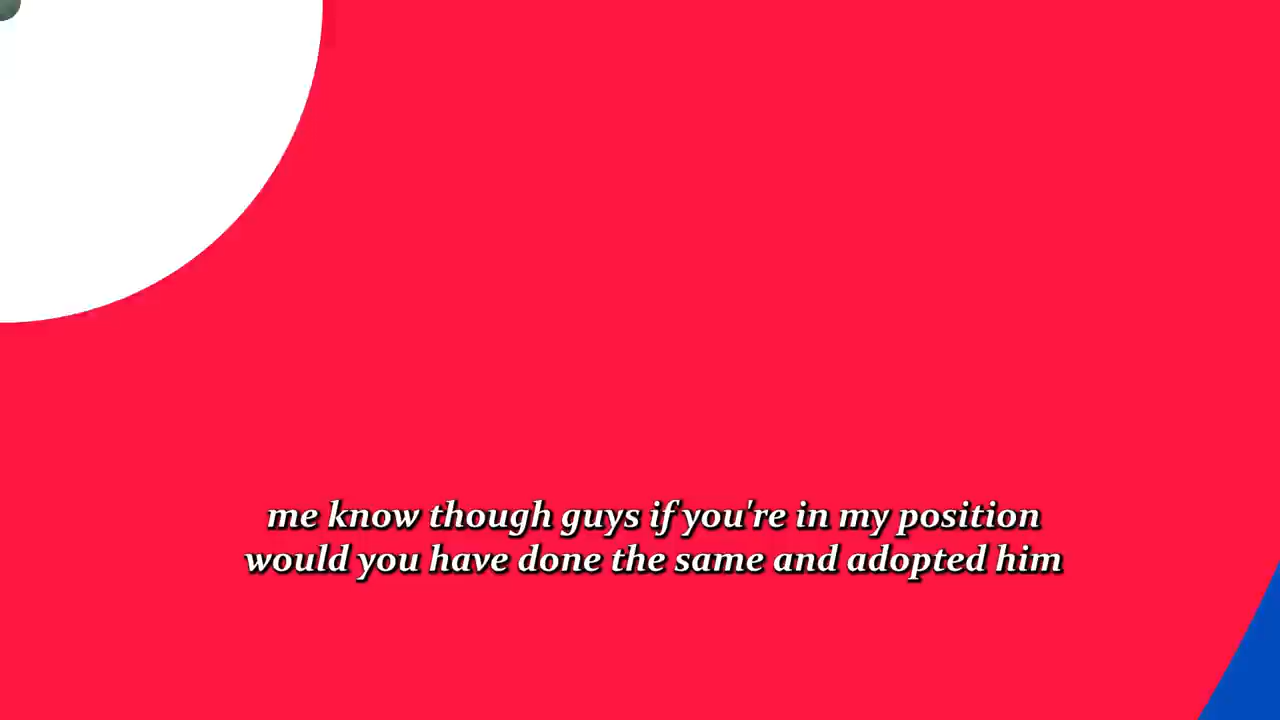 me know though guys if you're in my position
would you have done the same and adopted him